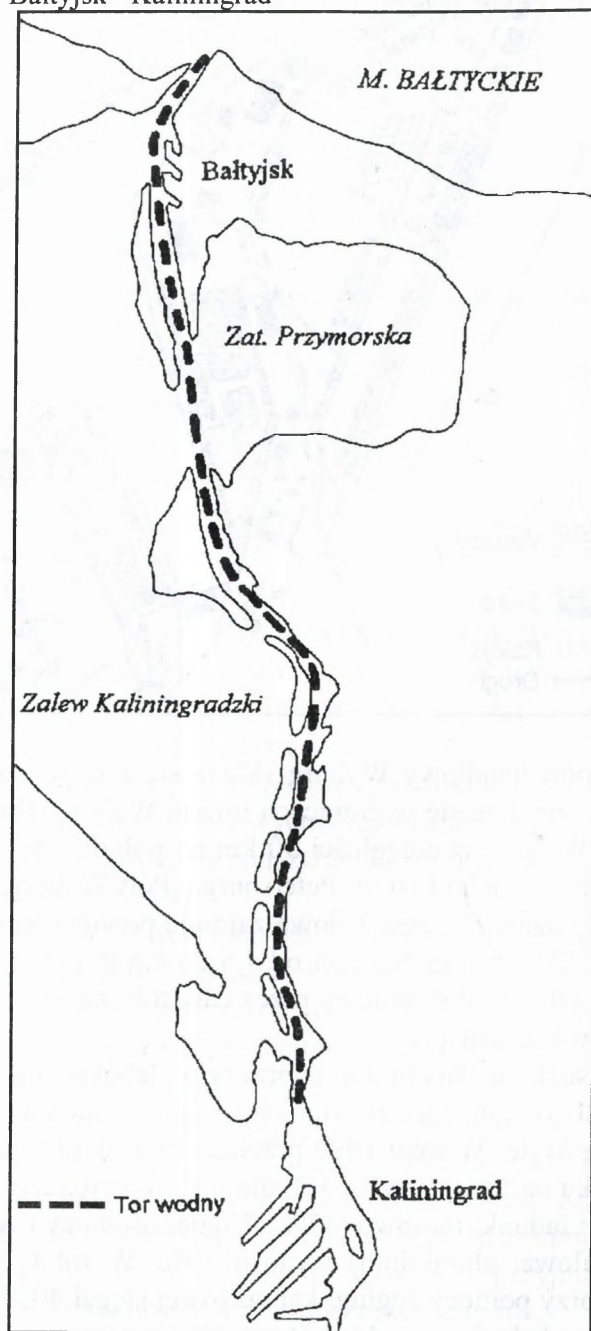 Bałtyjsk - Kaliningrad
M. BAŁTYCKIE
Bałtyjsk
Zat. Przymorska
Zalew Kaliningradzki
Kaliningrad
Tor wodny